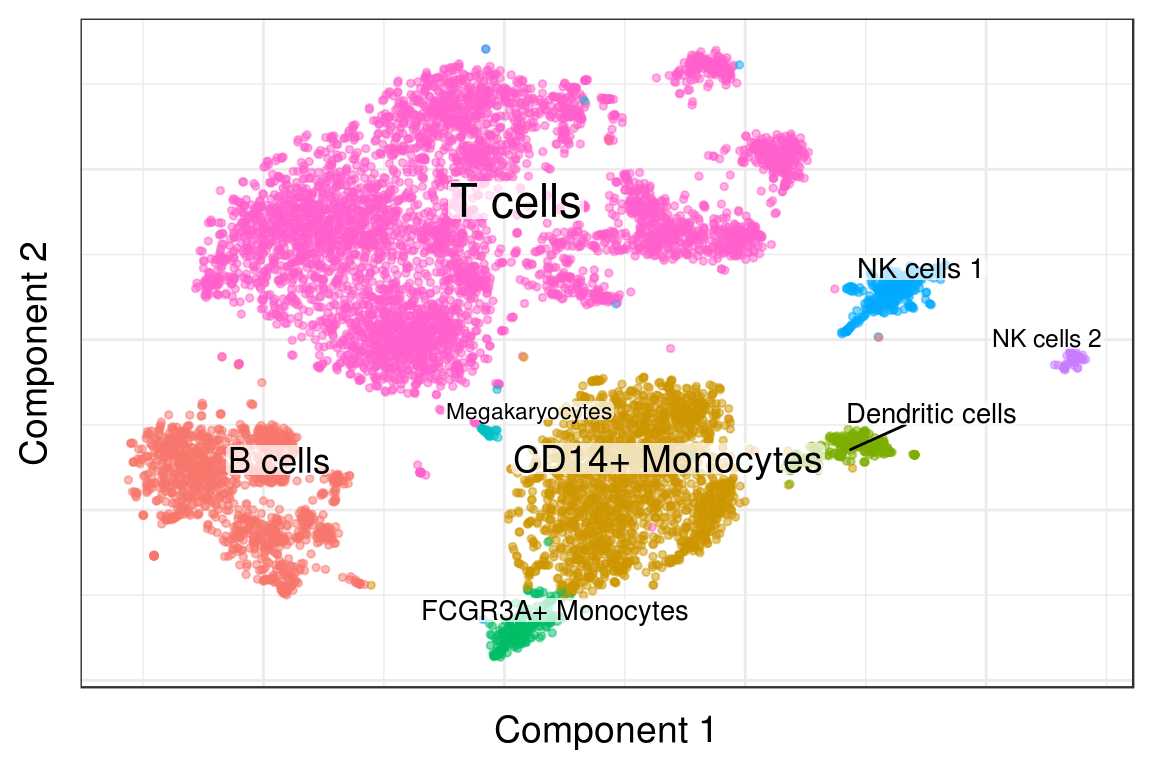 T cells
NK cells 1
NK cells 2
Megakaryocytes
Dendritic cells
B cells
CD14+ Monocytes
FCGR3A+ Monocytes
Component 2
Component 1